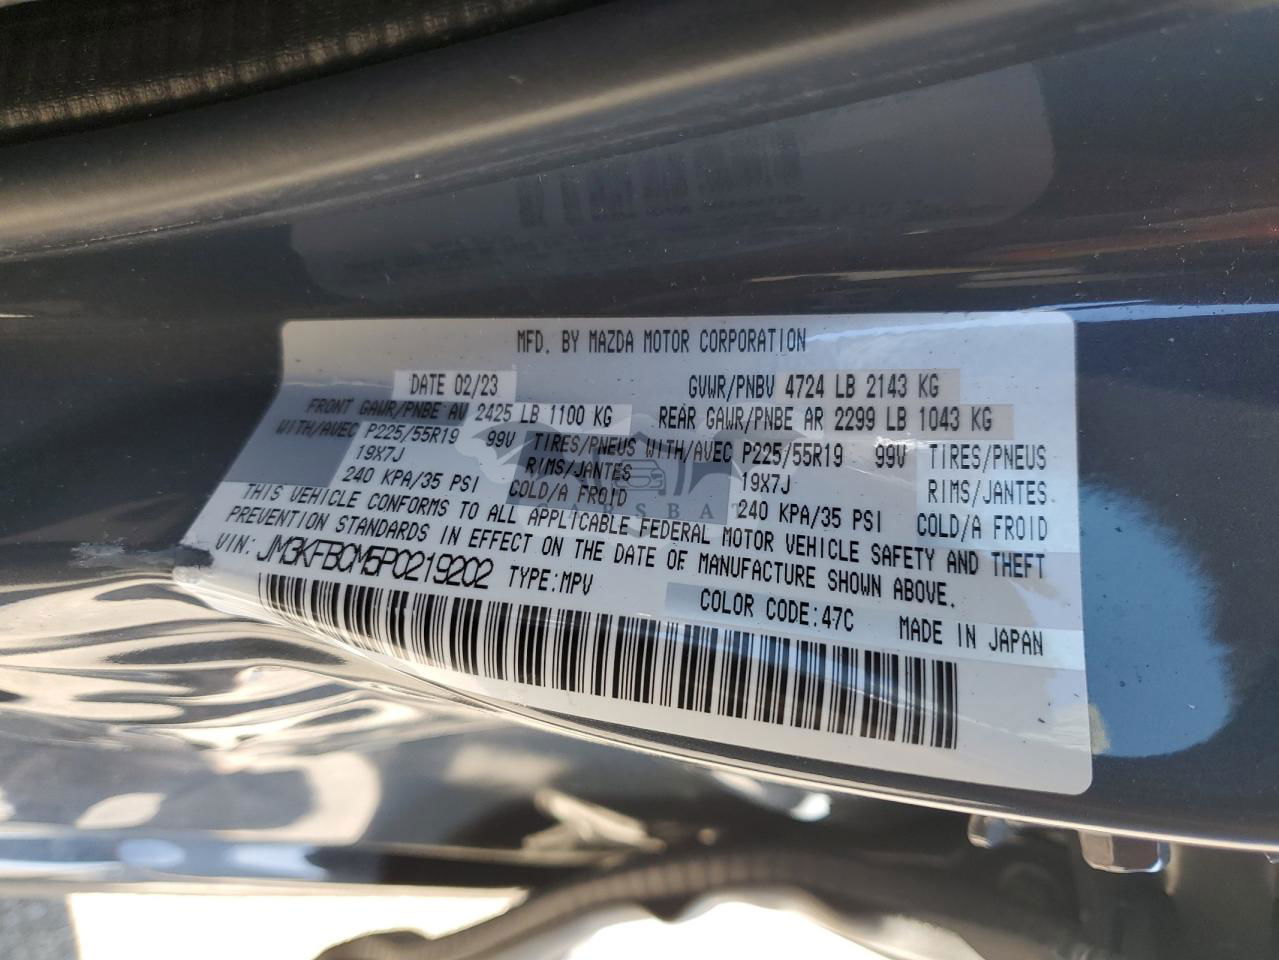 MFD. BY MAZDA MOTOR CORPORATION
DATE 02/23 GVWR/PNBV 4724 LB 2143 KG
FRONT GAWR/PNBE AV 2425 LB 1100 KG REAR GAWR/PNBE AR 2299 LB 1043 KG
WITH/AVEC P225/55R19 99V TIRES/PNEUS WITH/AVEC P225/55R19 99V TIRES/PNEUS
19X7J RIMS/JANTES 19X7J RIMS/JANTES
240 KPA/35 PSI COLD/A FROID 240 KPA/35 PSI COLD/A FROID
THIS VEHICLE CONFORMS TO ALL APPLICABLE FEDERAL MOTOR VEHICLE SAFETY AND THEFT
PREVENTION STANDARDS IN EFFECT ON THE DATE OF MANUFACTURE SHOWN ABOVE.
VIN: JM3KFBCM5P0219202 TYPE:MPV
COLOR CODE:47C MADE IN JAPAN